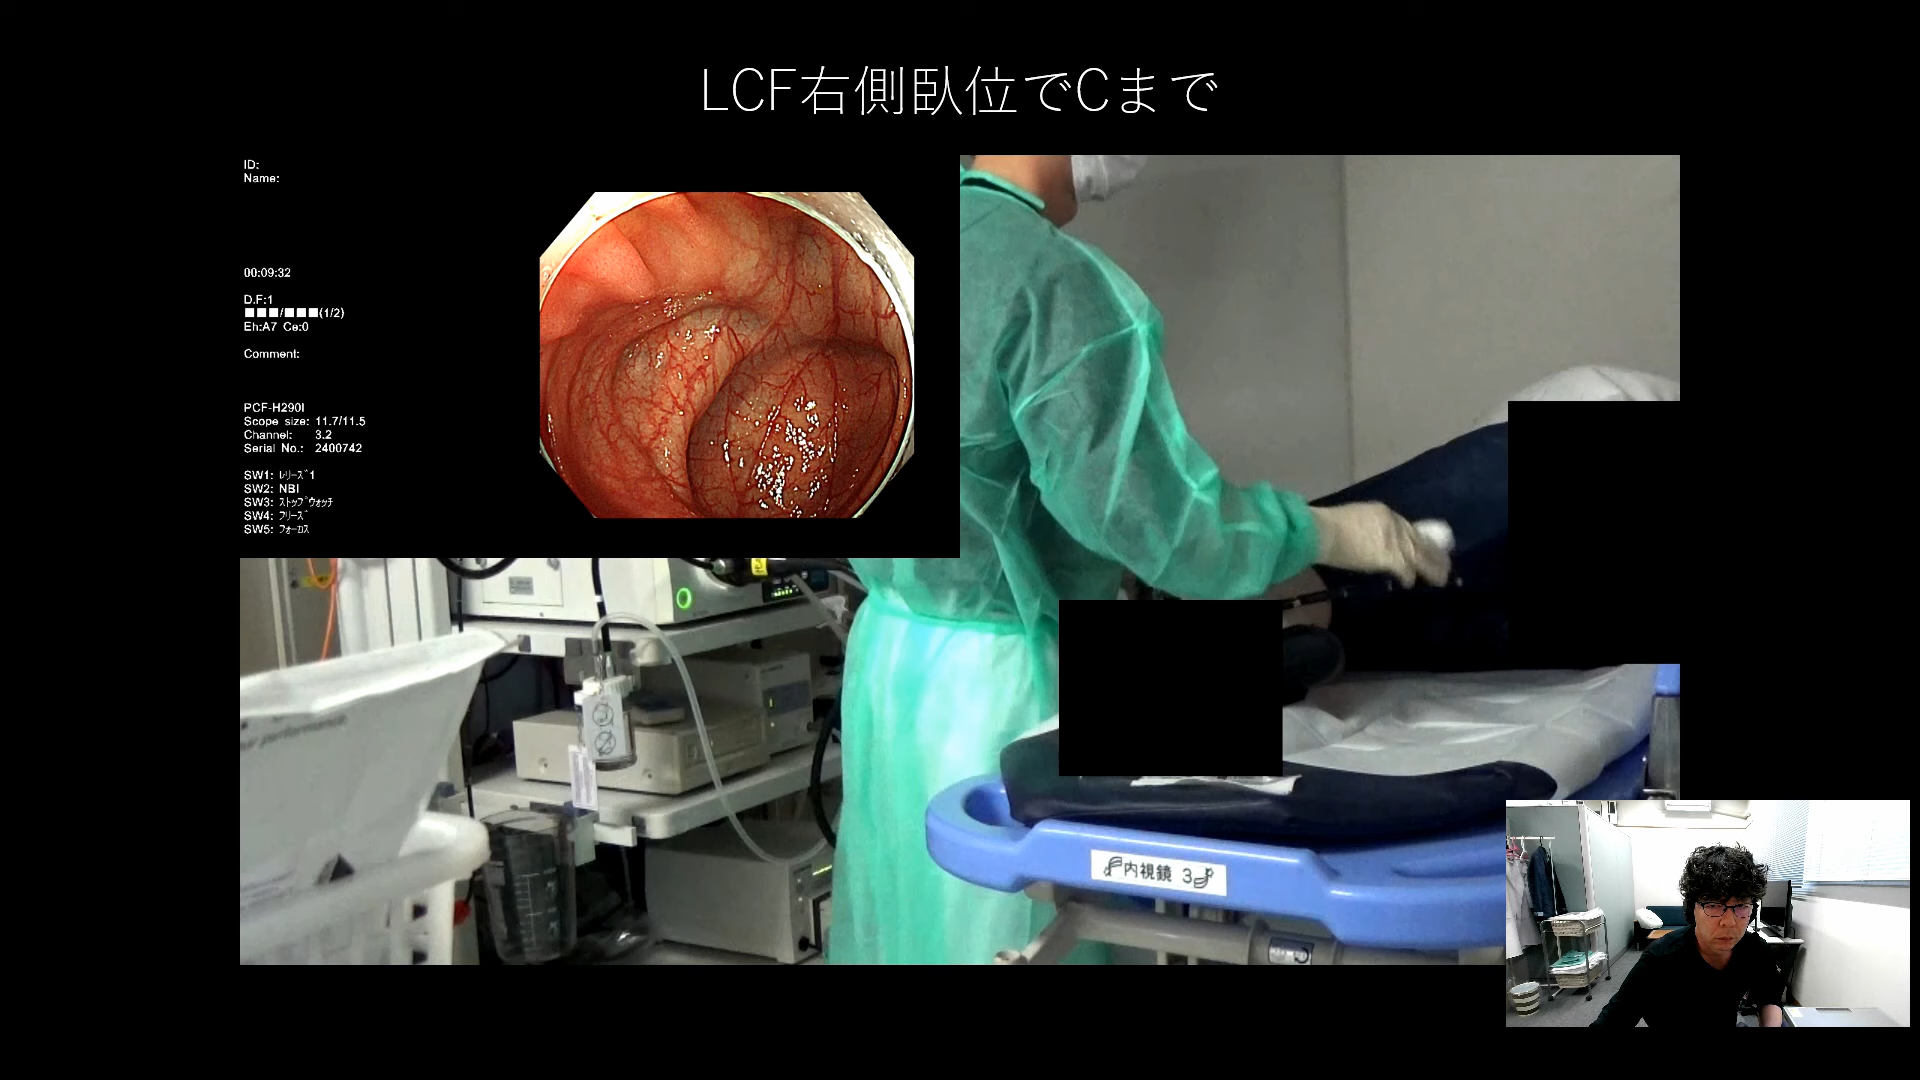 LCF右側臥位でCまで
ID:
Name:
00:09:32
D.F:1
■■■/■■■(1/2)
Eh:A7 Ce:0
Comment:
PCF-H290I
Scope size: 11.7/11.5
Channel: 3.2
Serial No.: 2400742
SW1: ﾚﾘｰｽﾞ1
SW2: NBI
SW3: ｽﾄｯﾌﾟｳｫｯﾁ
SW4: ﾌﾘｰｽﾞ
SW5: ﾌｫｰｶｽ
performance
内視鏡 3